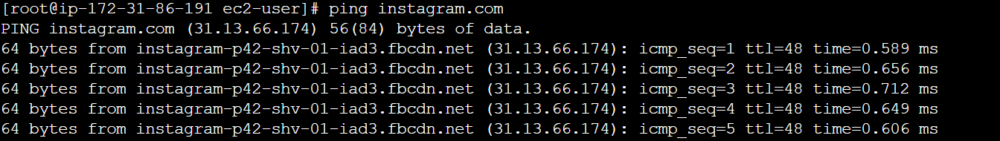 [root@ip-172-31-86-191 ec2-user]# ping instagram.com
PING instagram.com (31.13.66.174) 56(84) bytes of data.
64 bytes from instagram-p42-shv-01-iad3.fbcdn.net (31.13.66.174): icmp_seq=1 ttl=48 time=0.589 ms
64 bytes from instagram-p42-shv-01-iad3.fbcdn.net (31.13.66.174): icmp_seq=2 ttl=48 time=0.656 ms
64 bytes from instagram-p42-shv-01-iad3.fbcdn.net (31.13.66.174): icmp_seq=3 ttl=48 time=0.712 ms
64 bytes from instagram-p42-shv-01-iad3.fbcdn.net (31.13.66.174): icmp_seq=4 ttl=48 time=0.649 ms
64 bytes from instagram-p42-shv-01-iad3.fbcdn.net (31.13.66.174): icmp_seq=5 ttl=48 time=0.606 ms